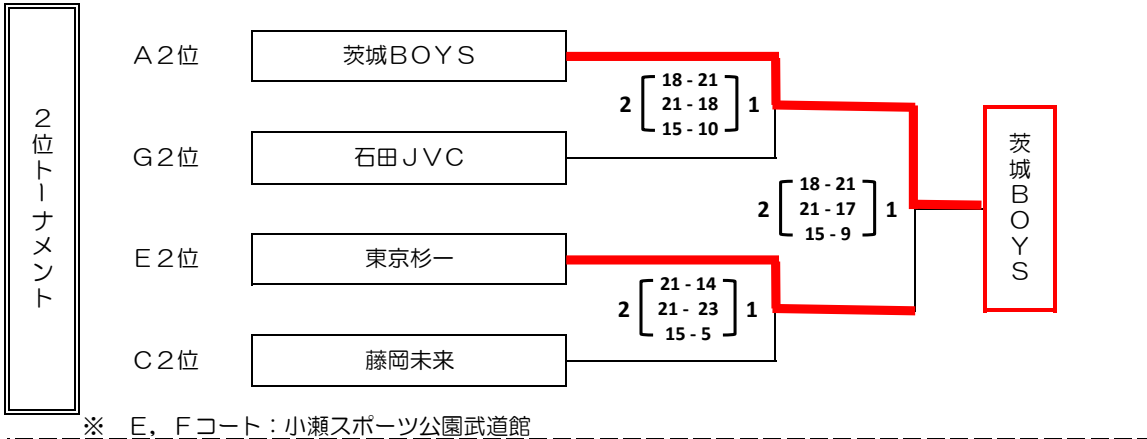 2位トーナメント
A2位
茨城BOYS
2
18 - 21
21 - 18
15 - 10
1
G2位
石田JVC
2
18 - 21
21 - 17
15 - 9
1
茨城BOYS
E2位
東京杉一
2
21 - 14
21 - 23
15 - 5
1
C2位
藤岡未来
※ E,Fコート:小瀬スポーツ公園武道館